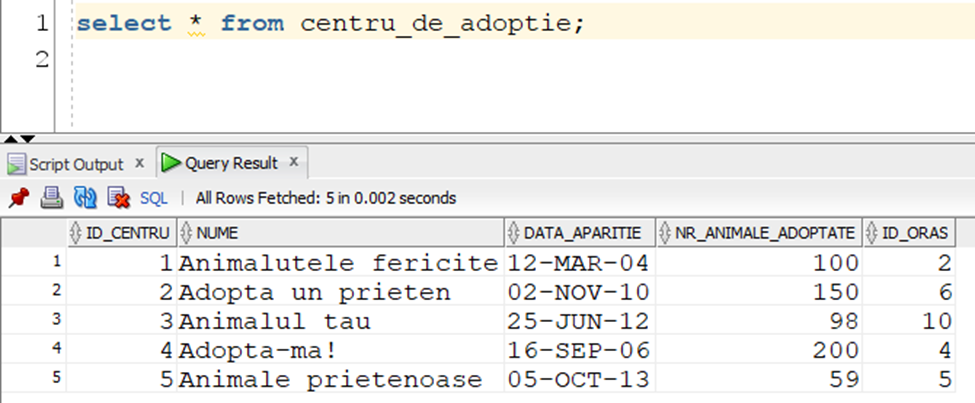 1 select * from centru_de_adoptie;
2
Script Output x Query Result x
SQL | All Rows Fetched: 5 in 0.002 seconds
ID_CENTRU NUME DATA_APARITIE NR_ANIMALE_ADOPTATE ID_ORAS
1 1 Animalutele fericite 12-MAR-04 100 2
2 2 Adopta un prieten 02-NOV-10 150 6
3 3 Animalul tau 25-JUN-12 98 10
4 4 Adopta-ma! 16-SEP-06 200 4
5 5 Animale prietenoase 05-OCT-13 59 5